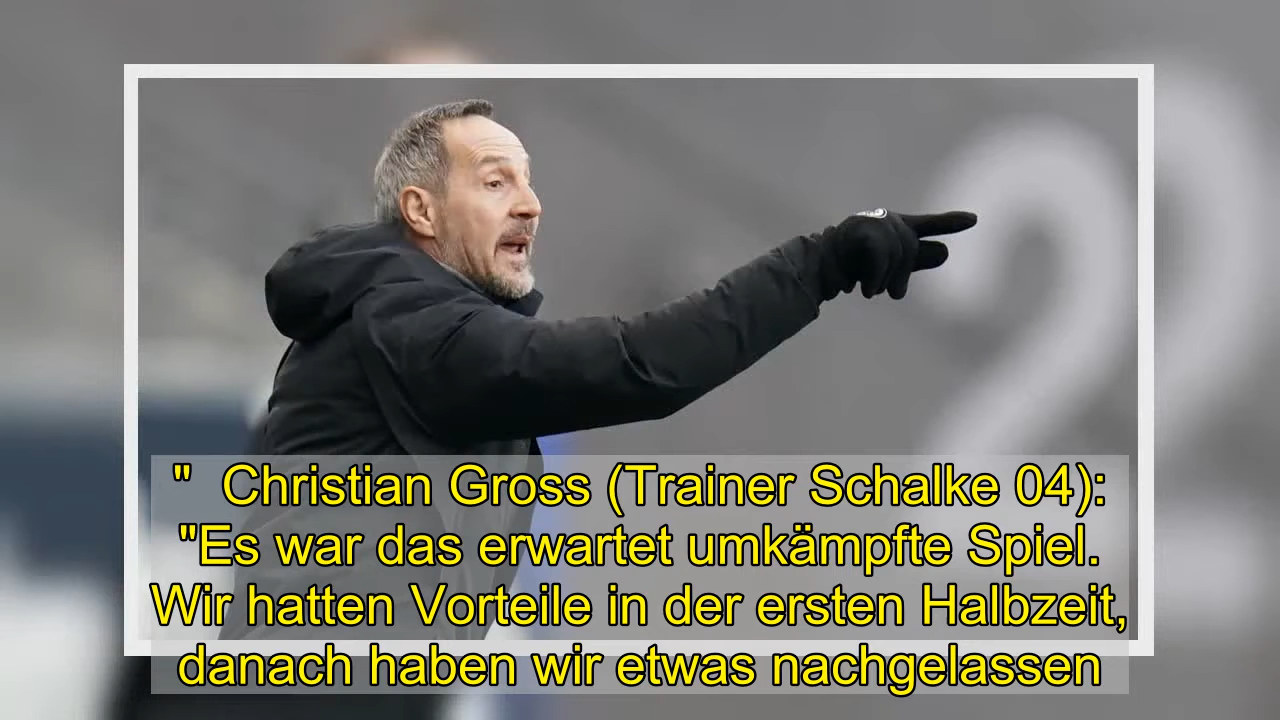 "  Christian Gross (Trainer Schalke 04):
"Es war das erwartet umkämpfte Spiel.
Wir hatten Vorteile in der ersten Halbzeit,
danach haben wir etwas nachgelassen